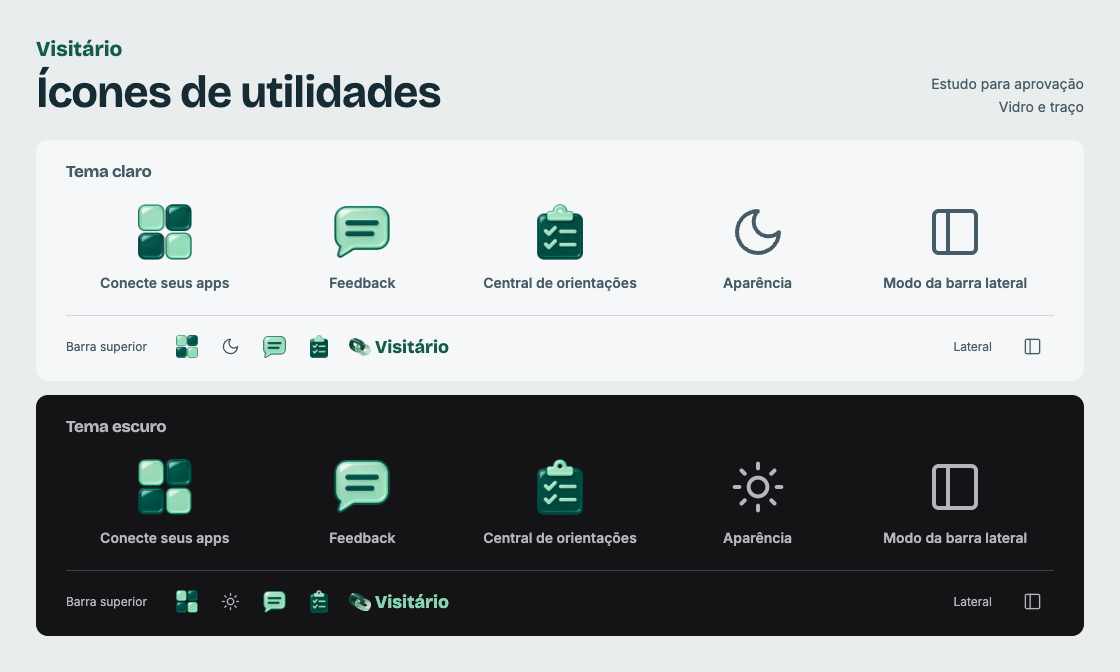 Visitário
Ícones de utilidades
Estudo para aprovação
Vidro e traço
Tema claro
Conecte seus apps
Feedback
Central de orientações
Aparência
Modo da barra lateral
Barra superior
Visitário
Lateral
Tema escuro
Conecte seus apps
Feedback
Central de orientações
Aparência
Modo da barra lateral
Barra superior
Visitário
Lateral